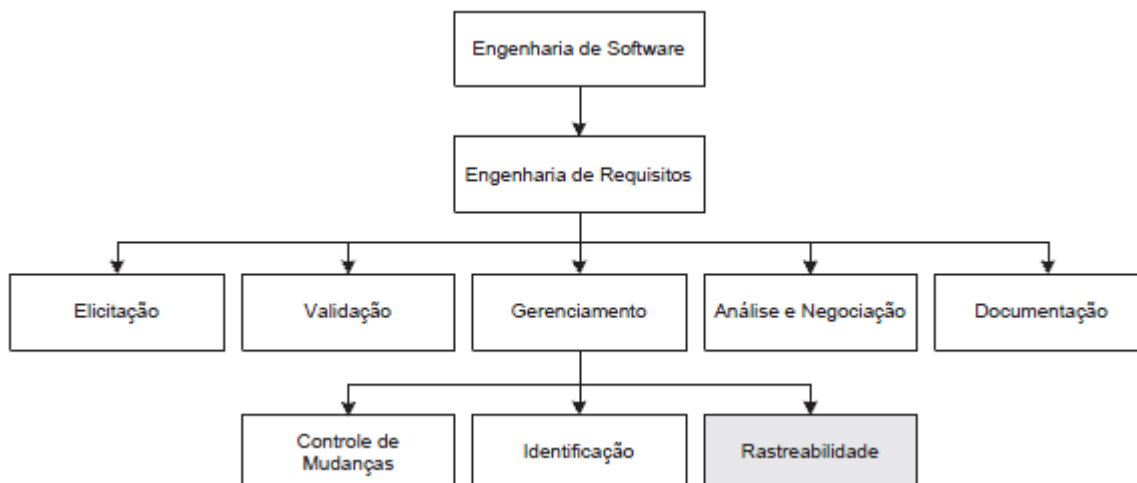 Engenharia de Software
Engenharia de Requisitos
Elicitação
Validação
Gerenciamento
Análise e Negociação
Documentação
Controle de
Mudanças
Identificação
Rastreabilidade